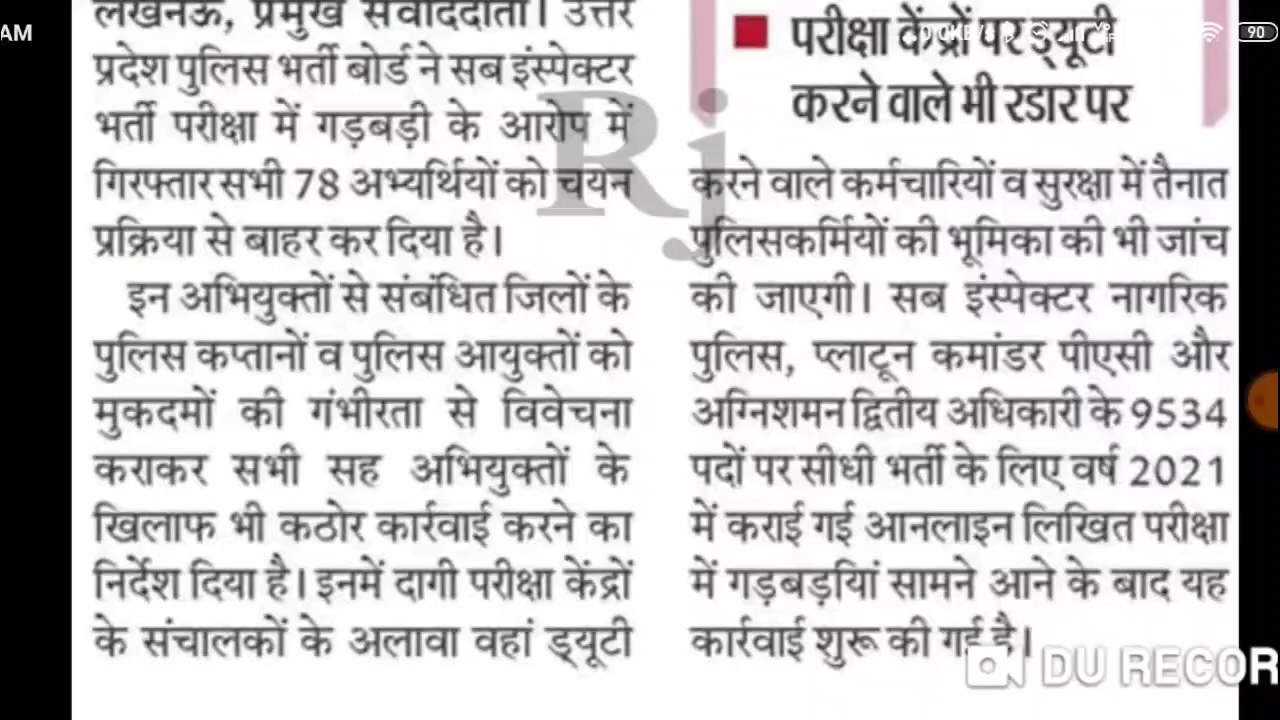 AM
90
लखनऊ, प्रमुख संवाददाता। उत्तर
प्रदेश पुलिस भर्ती बोर्ड ने सब इंस्पेक्टर
भर्ती परीक्षा में गड़बड़ी के आरोप में
गिरफ्तार सभी 78 अभ्यर्थियों को चयन
प्रक्रिया से बाहर कर दिया है।
इन अभियुक्तों से संबंधित जिलों के
पुलिस कप्तानों व पुलिस आयुक्तों को
मुकदमों की गंभीरता से विवेचना
कराकर सभी सह अभियुक्तों के
खिलाफ भी कठोर कार्रवाई करने का
निर्देश दिया है। इनमें दागी परीक्षा केंद्रों
के संचालकों के अलावा वहां ड्यूटी
परीक्षा केंद्रों पर ड्यूटी
करने वाले भी रडार पर
करने वाले कर्मचारियों व सुरक्षा में तैनात
पुलिसकर्मियों की भूमिका की भी जांच
की जाएगी। सब इंस्पेक्टर नागरिक
पुलिस, प्लाटून कमांडर पीएसी और
अग्निशमन द्वितीय अधिकारी के 9534
पदों पर सीधी भर्ती के लिए वर्ष 2021
में कराई गई आनलाइन लिखित परीक्षा
में गड़बड़यिां सामने आने के बाद यह
कार्रवाई शुरू की गई है।
Rj
DU RECOR